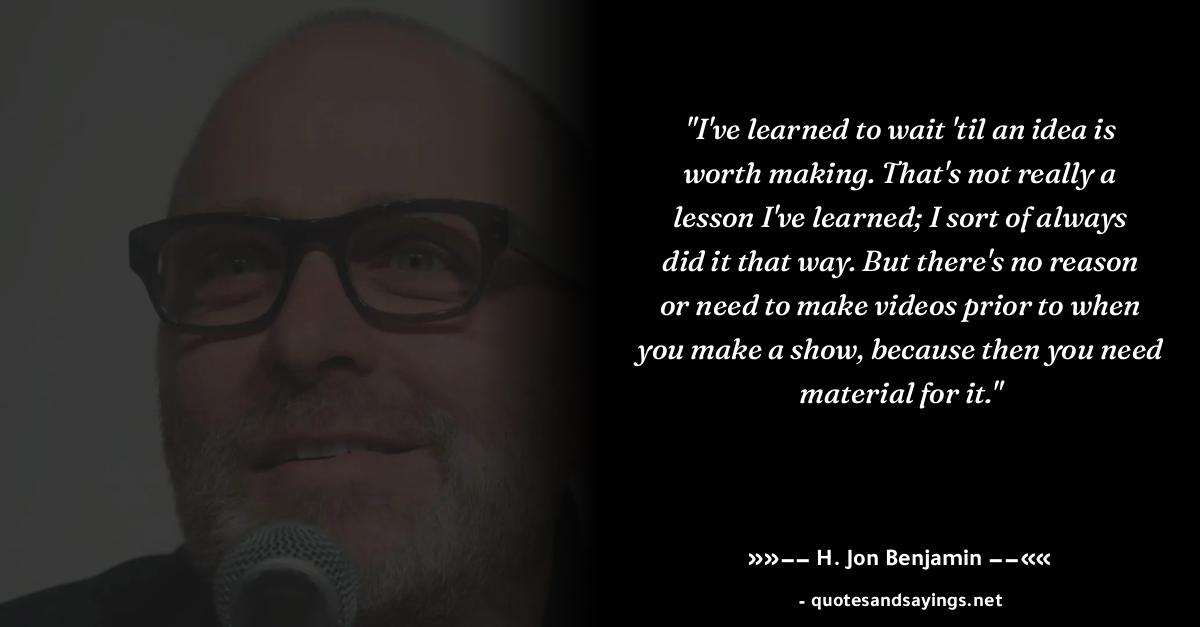 "I've learned to wait 'til an idea is
worth making. That's not really a
lesson I've learned; I sort of always
did it that way. But there's no reason
or need to make videos prior to when
you make a show, because then you need
material for it."
»»–– H. Jon Benjamin ––««
- quotesandsayings.net